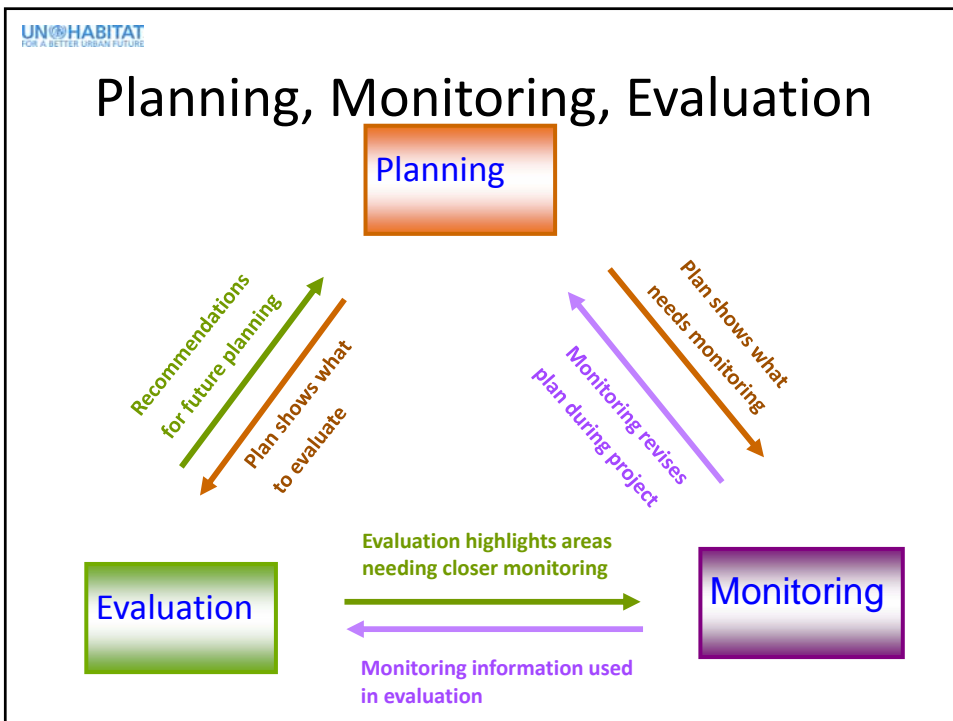 UN HABITAT
FOR A BETTER URBAN FUTURE
Planning, Monitoring, Evaluation
Planning
Recommendations
for future planning
Plan shows what
to evaluate
Plan shows what
needs monitoring
Monitoring revises
plan during project
Evaluation highlights areas
needing closer monitoring
Evaluation
Monitoring
Monitoring information used
in evaluation